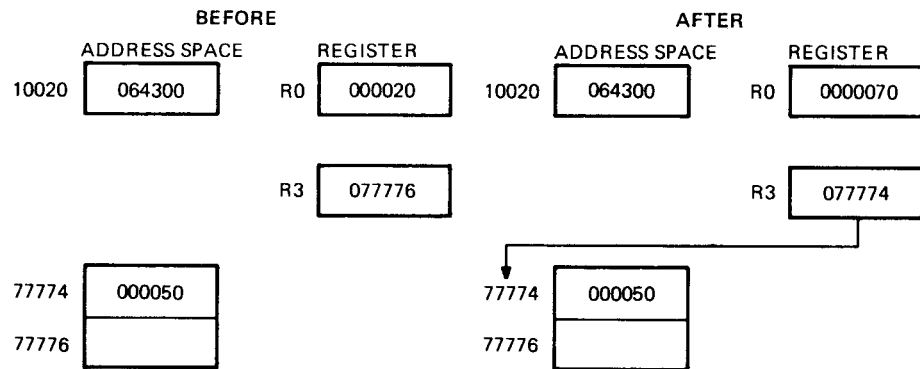 BEFORE AFTER
ADDRESS SPACE REGISTER ADDRESS SPACE REGISTER
10020 064300 R0 000020 10020 064300 R0 0000070
R3 077776 R3 077774
77774 000050 77774 000050
77776 77776